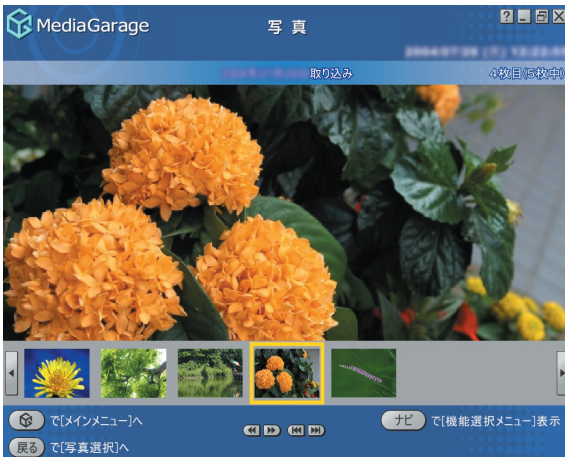 MediaGarage
写真
取り込み
4枚目(5枚中)
で[メインメニュー]へ
ナビ で[機能選択メニュー]表示
戻る で[写真選択]へ